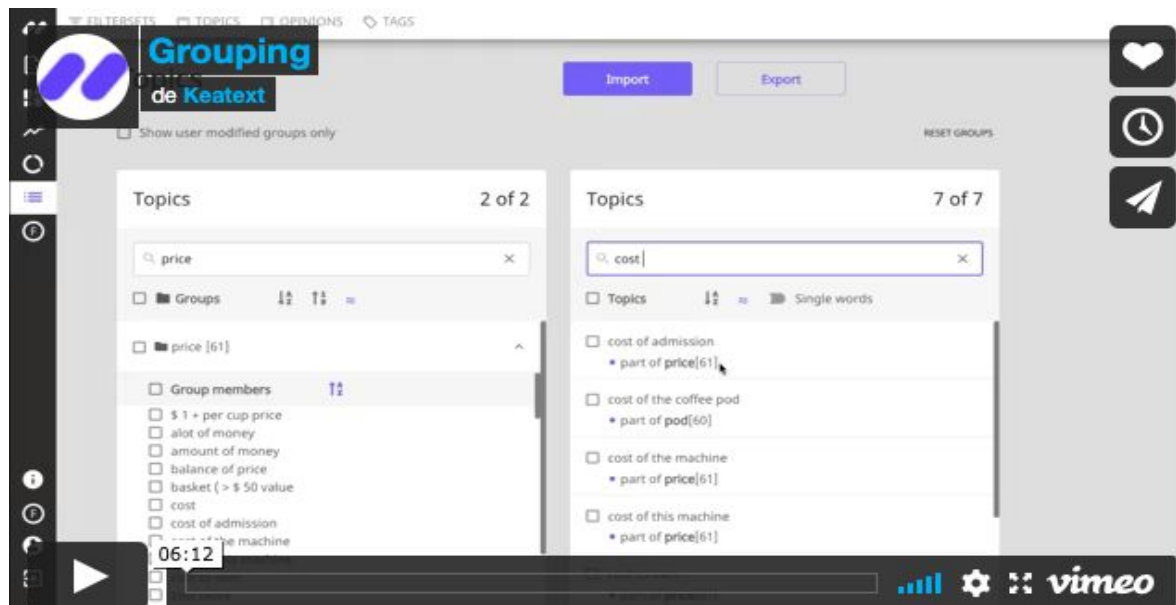 FILTERSETS TOPICS OPINIONS TAGS
Grouping
de Keatext
Import
Export
Show user modified groups only
RESET GROUPS
Topics 2 of 2
price
Groups
price [61]
Group members
$ 1 + per cup price
alot of money
amount of money
balance of price
basket ( > $ 50 value
cost
cost of admission
cost of the machine
Topics 7 of 7
cost
Topics Single words
cost of admission
part of price[61]
cost of the coffee pod
part of pod[60]
cost of the machine
part of price[61]
cost of this machine
part of price[61]
06:12
vimeo